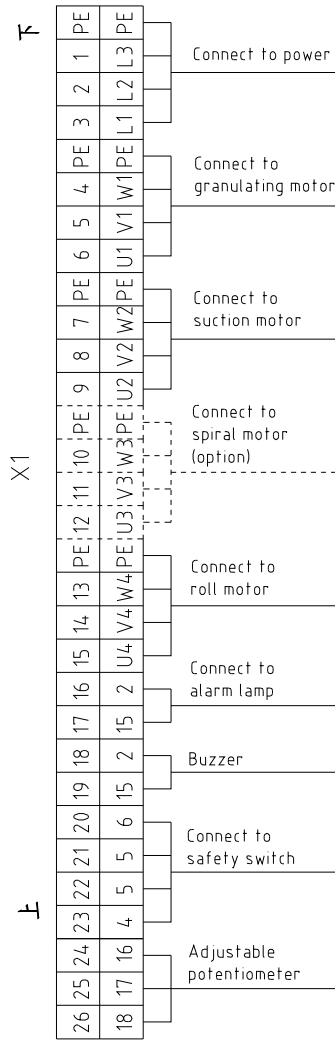 下
PE PE
1 L3
2 L2
3 L1
Connect to power
PE PE
4 W1
5 V1
6 U1
Connect to
granulating motor
PE PE
7 W2
8 V2
9 U2
Connect to
suction motor
PE PE
10 W3
11 V3
12 U3
Connect to
spiral motor
(option)
X1
PE PE
13 W4
14 V4
15 U4
Connect to
roll motor
16 2
17 15
Connect to
alarm lamp
18 2
19 15
Buzzer
20 6
21 5
22 5
23 4
Connect to
safety switch
上
24 16
25 17
26 18
Adjustable
potentiometer